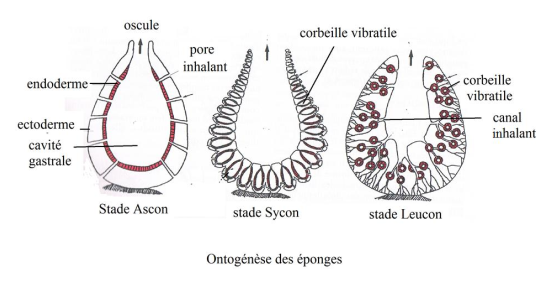 oscule
pore
inhalant
endoderme
ectoderme
cavité
gastrale
Stade Ascon
corbeille vibratile
stade Sycon
corbeille
vibratile
canal
inhalant
stade Leucon
Ontogénèse des éponges